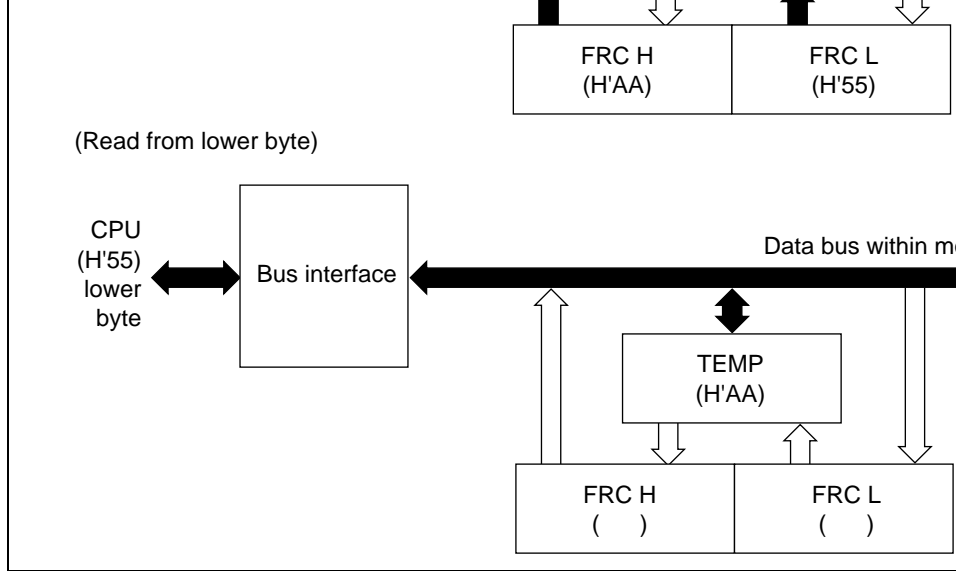 FRC H
(H'AA)
FRC L
(H'55)
(Read from lower byte)
CPU
(H'55)
lower
byte
Bus interface
Data bus within
TEMP
(H'AA)
FRC H
( )
FRC L
( )